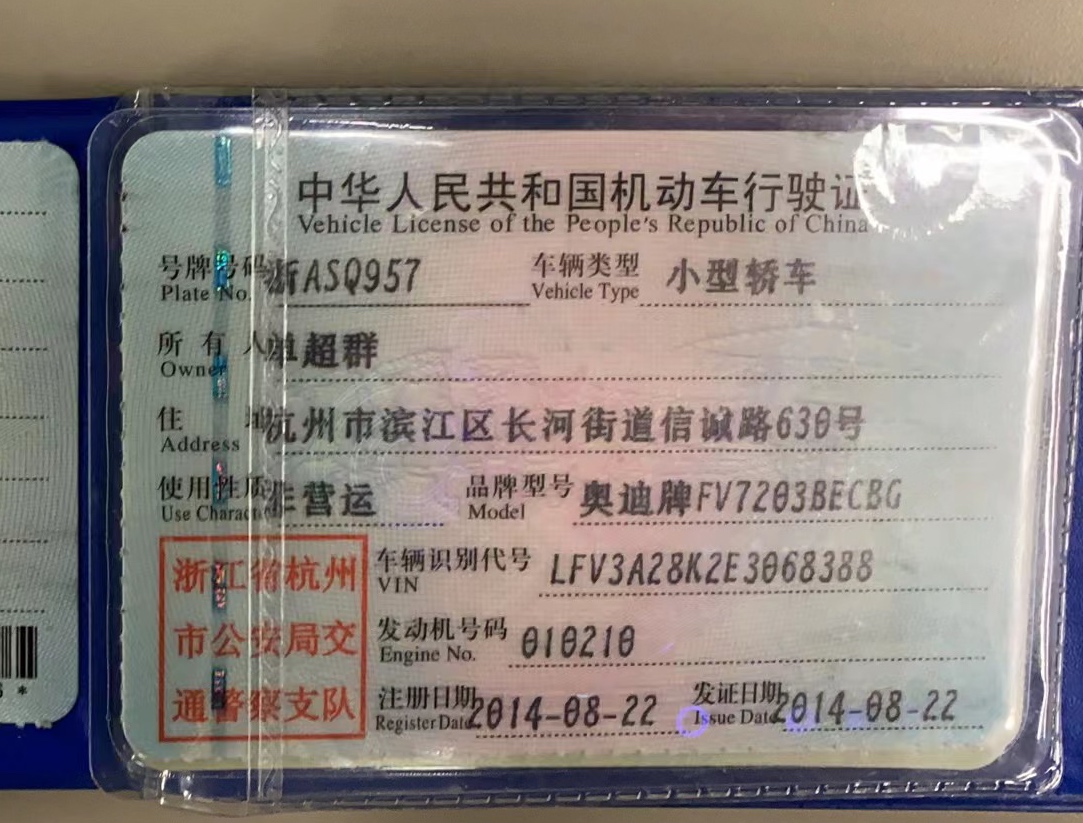 中华人民共和国机动车行驶证
Vehicle License of the People's Republic of China
号牌号码 浙ASQ957 车辆类型 小型轿车
Plate No. Vehicle Type
所有人 单超群
Owner
住址 杭州市滨江区长河街道信诚路630号
Address
使用性质 非营运 品牌型号 奥迪牌FV7203BECBG
Use Charact Model
浙江省杭州
市公安局交
通警察支队
车辆识别代号 LFV3A28K2E3068388
VIN
发动机号码 010210
Engine No.
注册日期 2014-08-22 发证日期 2014-08-22
Register Date Issue Date
*